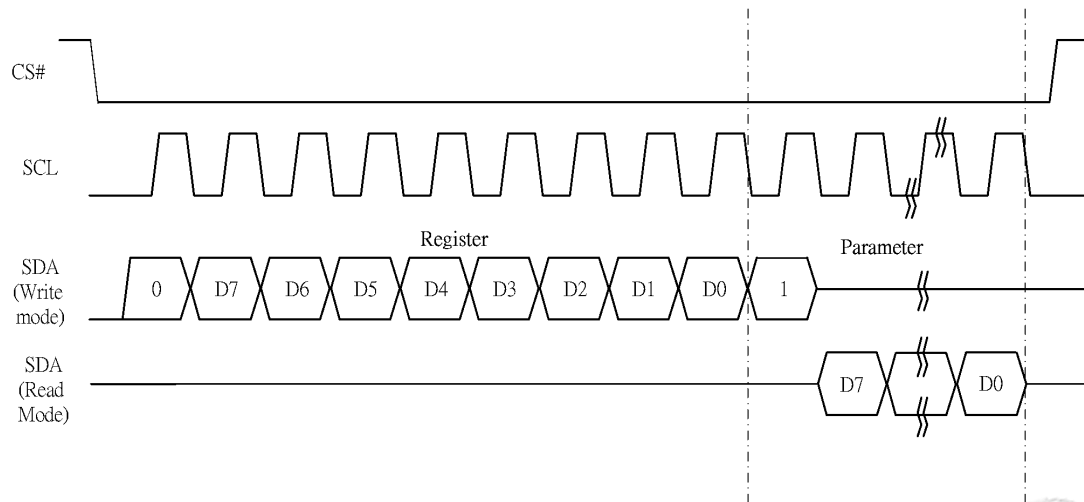 CS#
SCL
Register
Parameter
SDA
(Write
mode)
0 D7 D6 D5 D4 D3 D2 D1 D0 1
SDA
(Read
Mode)
D7 D0